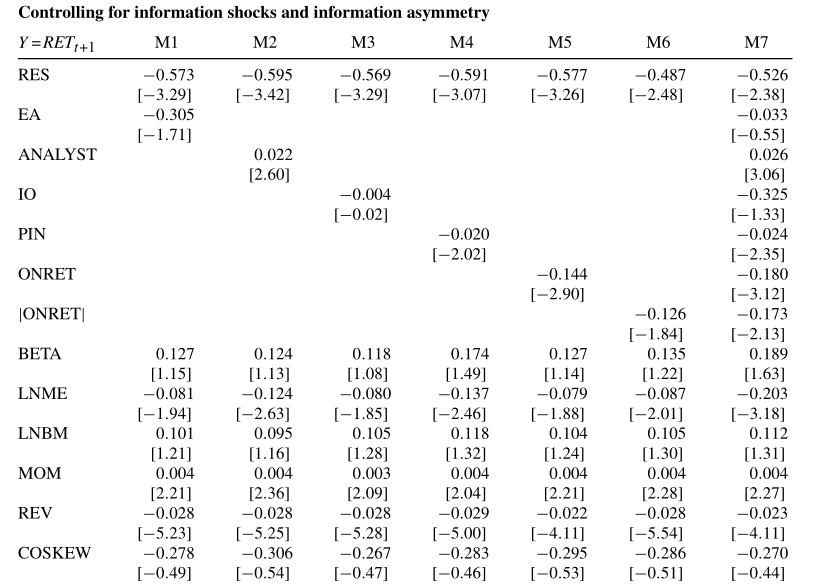 Controlling for information shocks and information asymmetry
Y = RET_{t+1} M1 M2 M3 M4 M5 M6 M7
RES −0.573 −0.595 −0.569 −0.591 −0.577 −0.487 −0.526
[−3.29] [−3.42] [−3.29] [−3.07] [−3.26] [−2.48] [−2.38]
EA −0.305 −0.033
[−1.71] [−0.55]
ANALYST 0.022 0.026
[2.60] [3.06]
IO −0.004 −0.325
[−0.02] [−1.33]
PIN −0.020 −0.024
[−2.02] [−2.35]
ONRET −0.144 −0.180
[−2.90] [−3.12]
|ONRET| −0.126 −0.173
[−1.84] [−2.13]
BETA 0.127 0.124 0.118 0.174 0.127 0.135 0.189
[1.15] [1.13] [1.08] [1.49] [1.14] [1.22] [1.63]
LNME −0.081 −0.124 −0.080 −0.137 −0.079 −0.087 −0.203
[−1.94] [−2.63] [−1.85] [−2.46] [−1.88] [−2.01] [−3.18]
LNBM 0.101 0.095 0.105 0.118 0.104 0.105 0.112
[1.21] [1.16] [1.28] [1.32] [1.24] [1.30] [1.31]
MOM 0.004 0.004 0.003 0.004 0.004 0.004 0.004
[2.21] [2.36] [2.09] [2.04] [2.21] [2.28] [2.27]
REV −0.028 −0.028 −0.028 −0.029 −0.022 −0.028 −0.023
[−5.23] [−5.25] [−5.28] [−5.00] [−4.11] [−5.54] [−4.11]
COSKEW −0.278 −0.306 −0.267 −0.283 −0.295 −0.286 −0.270
[−0.49] [−0.54] [−0.47] [−0.46] [−0.53] [−0.51] [−0.44]